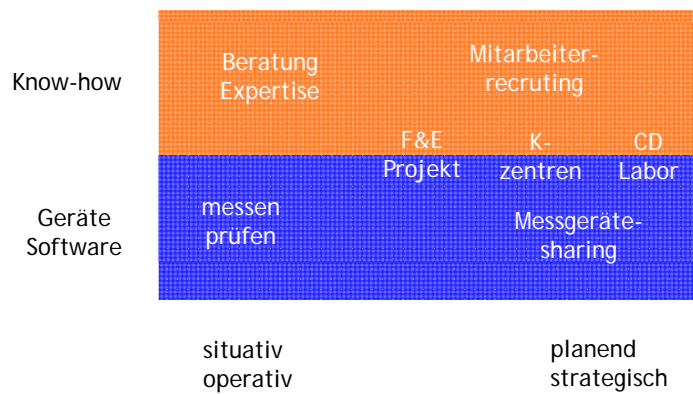 Know-how
Beratung
Expertise
Mitarbeiter-
recruting
F&E
Projekt
K-
zentren
CD
Labor
Geräte
Software
messen
prüfen
Messgeräte-
sharing
situativ
operativ
planend
strategisch